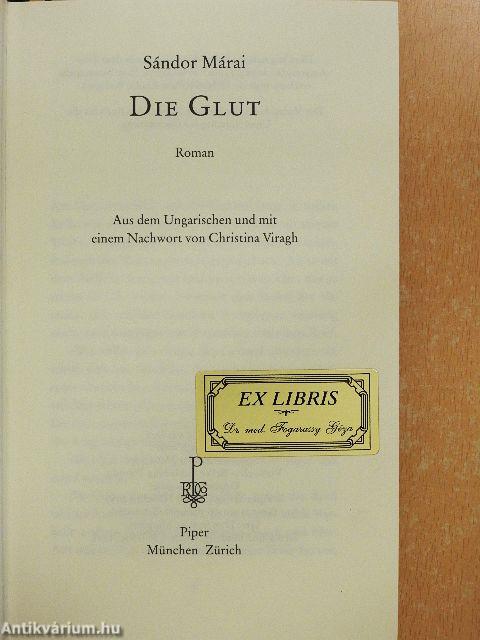 Sándor Márai
DIE GLUT
Roman
Aus dem Ungarischen und mit
einem Nachwort von Christina Viragh
EX LIBRIS
Dr. med. Fogarassy Géza
Piper
München Zürich
Antikvárium.hu